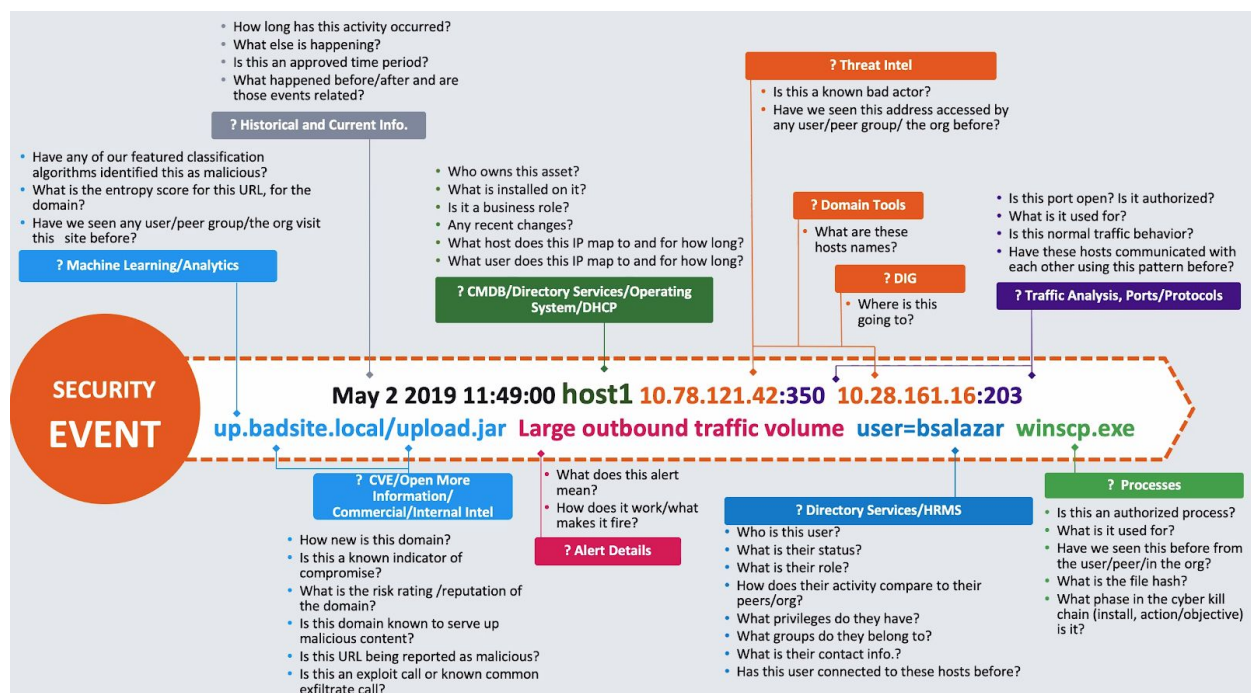 • How long has this activity occurred?
• What else is happening?
• Is this an approved time period?
• What happened before/after and are
those events related?
? Historical and Current Info.
• Have any of our featured classification
algorithms identified this as malicious?
• What is the entropy score for this URL, for the
domain?
• Have we seen any user/peer group/the org visit
this site before?
? Machine Learning/Analytics
• Who owns this asset?
• What is installed on it?
• Is it a business role?
• Any recent changes?
• What host does this IP map to and for how long?
• What user does this IP map to and for how long?
? CMDB/Directory Services/Operating
System/DHCP
? Threat Intel
• Is this a known bad actor?
• Have we seen this address accessed by
any user/peer group/ the org before?
? Domain Tools
• What are these
hosts names?
? DIG
• Where is this
going to?
• Is this port open? Is it authorized?
• What is it used for?
• Is this normal traffic behavior?
• Have these hosts communicated with
each other using this pattern before?
? Traffic Analysis, Ports/Protocols
SECURITY
EVENT
May 2 2019 11:49:00 host1 10.78.121.42:350 10.28.161.16:203
up.badsite.local/upload.jar Large outbound traffic volume user=bsalazar winscp.exe
? CVE/Open More
Information/
Commercial/Internal Intel
• How new is this domain?
• Is this a known indicator of
compromise?
• What is the risk rating /reputation of
the domain?
• Is this domain known to serve up
malicious content?
• Is this URL being reported as malicious?
• Is this an exploit call or known common
exfiltrate call?
• What does this alert
mean?
• How does it work/what
makes it fire?
? Alert Details
? Directory Services/HRMS
• Who is this user?
• What is their status?
• What is their role?
• How does their activity compare to their
peers/org?
• What privileges do they have?
• What groups do they belong to?
• What is their contact info.?
• Has this user connected to these hosts before?
? Processes
• Is this an authorized process?
• What is it used for?
• Have we seen this before from
the user/peer/in the org?
• What is the file hash?
• What phase in the cyber kill
chain (install, action/objective)
is it?